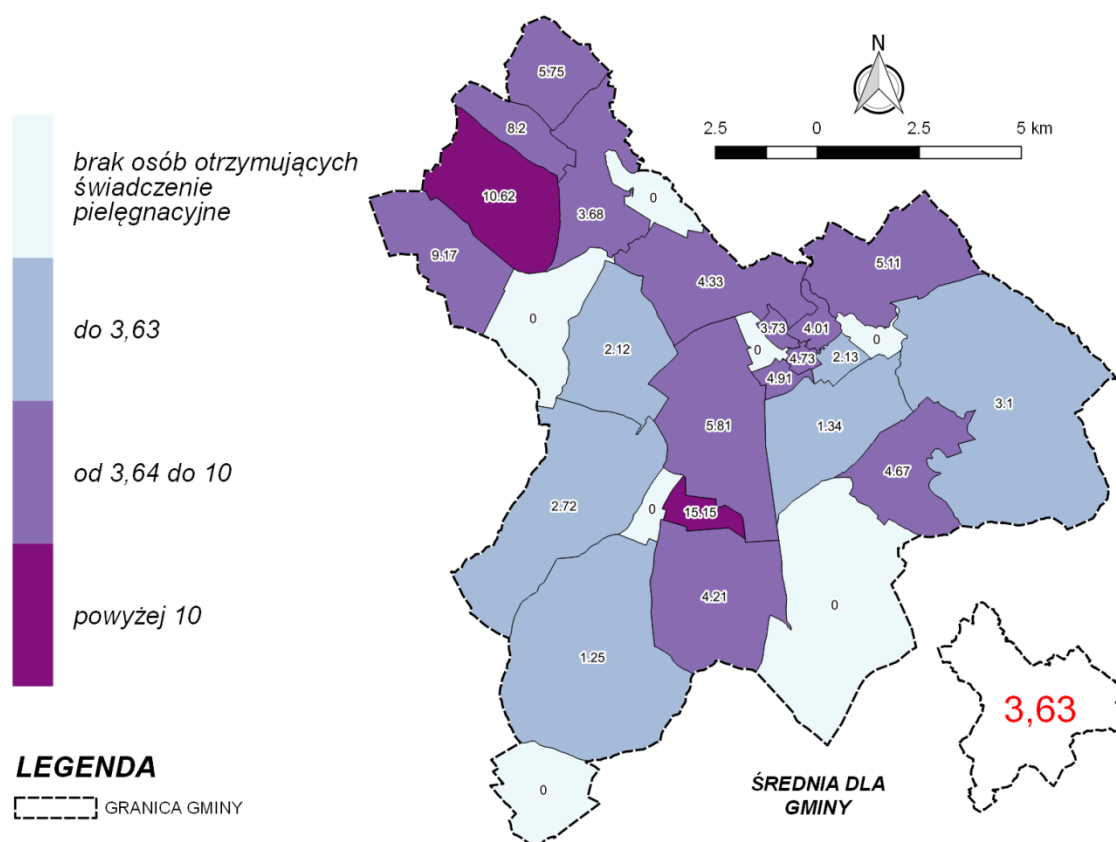 5.75
N
8.2
2.5 0 2.5 5 km
brak osób otrzymujących
świadczenie
pielęgnacyjne
10.62
0
3.68
9.17
5.11
4.33
0
3.73
4.01
do 3,63
2.12
0
4.73
2.13
0
4.91
3.1
5.81
1.34
od 3,64 do 10
4.67
2.72
0
15.15
powyżej 10
4.21
0
1.25
3,63
LEGENDA
ŚREDNIA DLA
GMINY
GRANICA GMINY
0